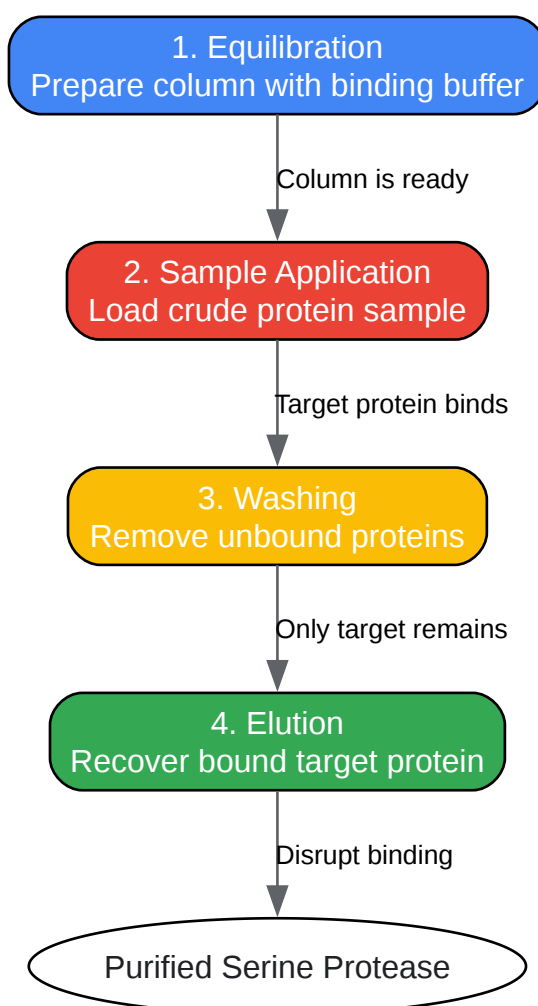 1. Equilibration
Prepare column with binding buffer
Column is ready
2. Sample Application
Load crude protein sample
Target protein binds
3. Washing
Remove unbound proteins
Only target remains
4. Elution
Recover bound target protein
Disrupt binding
Purified Serine Protease